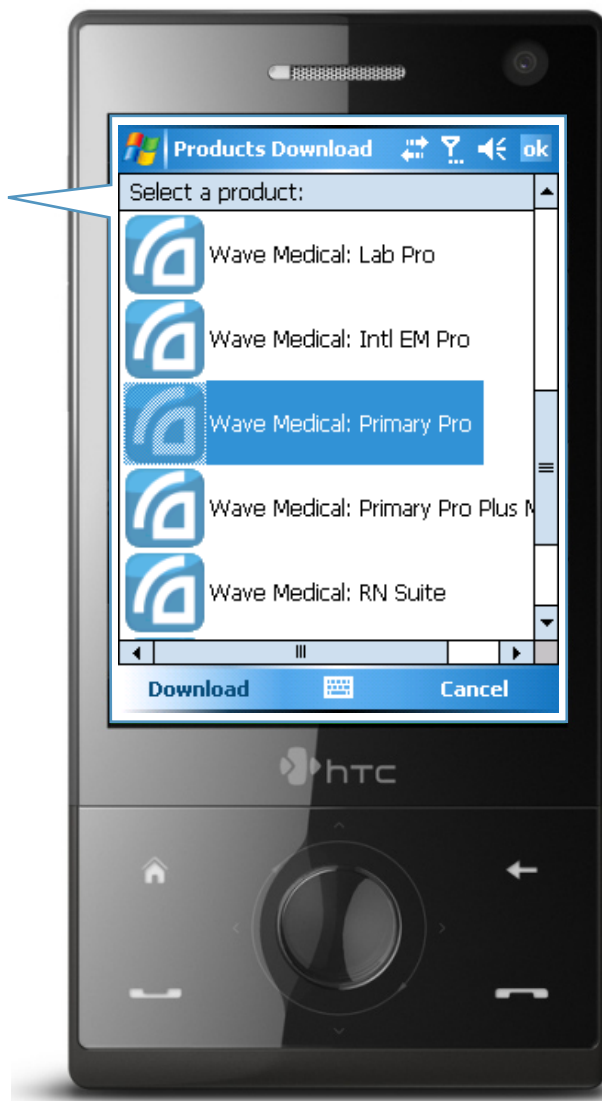 Products Download
ok
Select a product:
Wave Medical: Lab Pro
Wave Medical: Intl EM Pro
Wave Medical: Primary Pro
Wave Medical: Primary Pro Plus M
Wave Medical: RN Suite
Download
Cancel
hTC